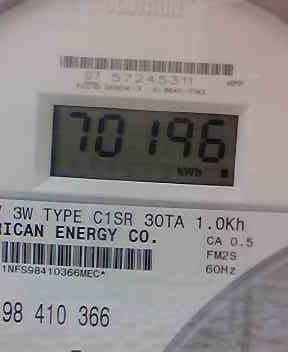 CENTRON
07 57245311
70196
kWh
3W TYPE C1SR 30TA 1.0Kh
RICAN ENERGY CO.
CA 0.5
FM2S
60Hz
1NFS98410366MEC*
98 410 366